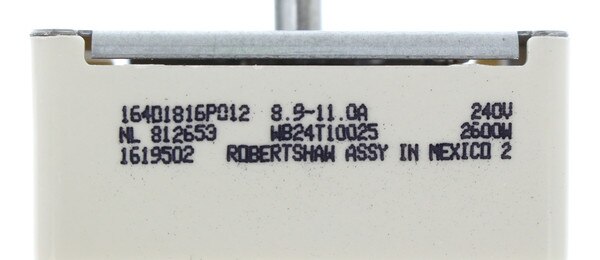 164D1816P012 8.9-11.0A 240V
NL 812653 WB24T10025 2600W
1619502 ROBERTSHAW ASSY IN MEXICO 2